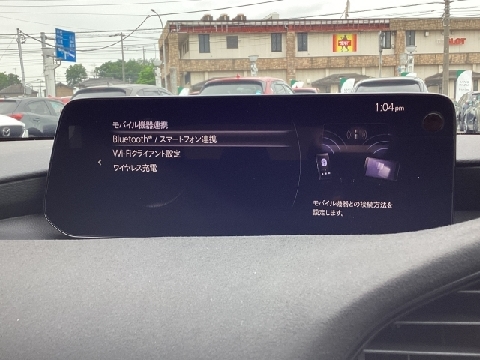 1:04 pm
モバイル機器連携
Bluetooth® / スマートフォン連携
Wi-Fiクライアント設定
ワイヤレス充電
モバイル機器との接続方法を
設定します。